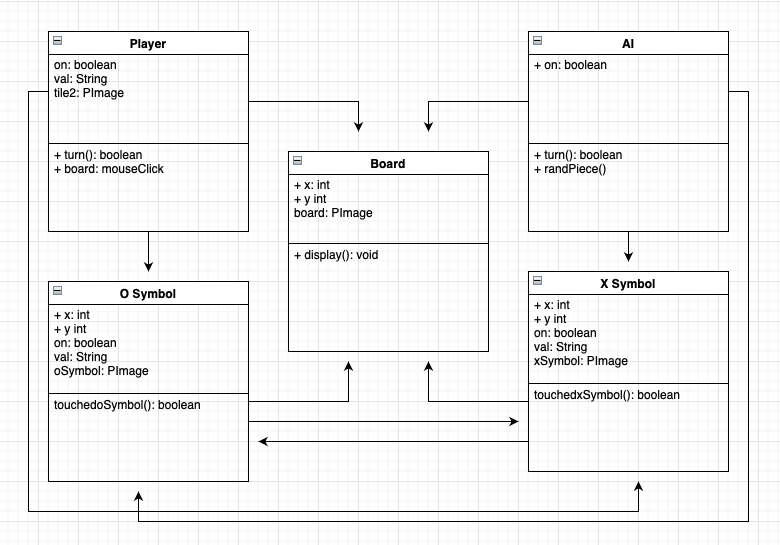 Player
on: boolean
val: String
tile2: PImage
+ turn(): boolean
+ board: mouseClick
AI
+ on: boolean
+ turn(): boolean
+ randPiece()
Board
+ x: int
+ y int
board: PImage
+ display(): void
O Symbol
+ x: int
+ y int
on: boolean
val: String
oSymbol: PImage
touchedoSymbol(): boolean
X Symbol
+ x: int
+ y int
on: boolean
val: String
xSymbol: PImage
touchedxSymbol(): boolean